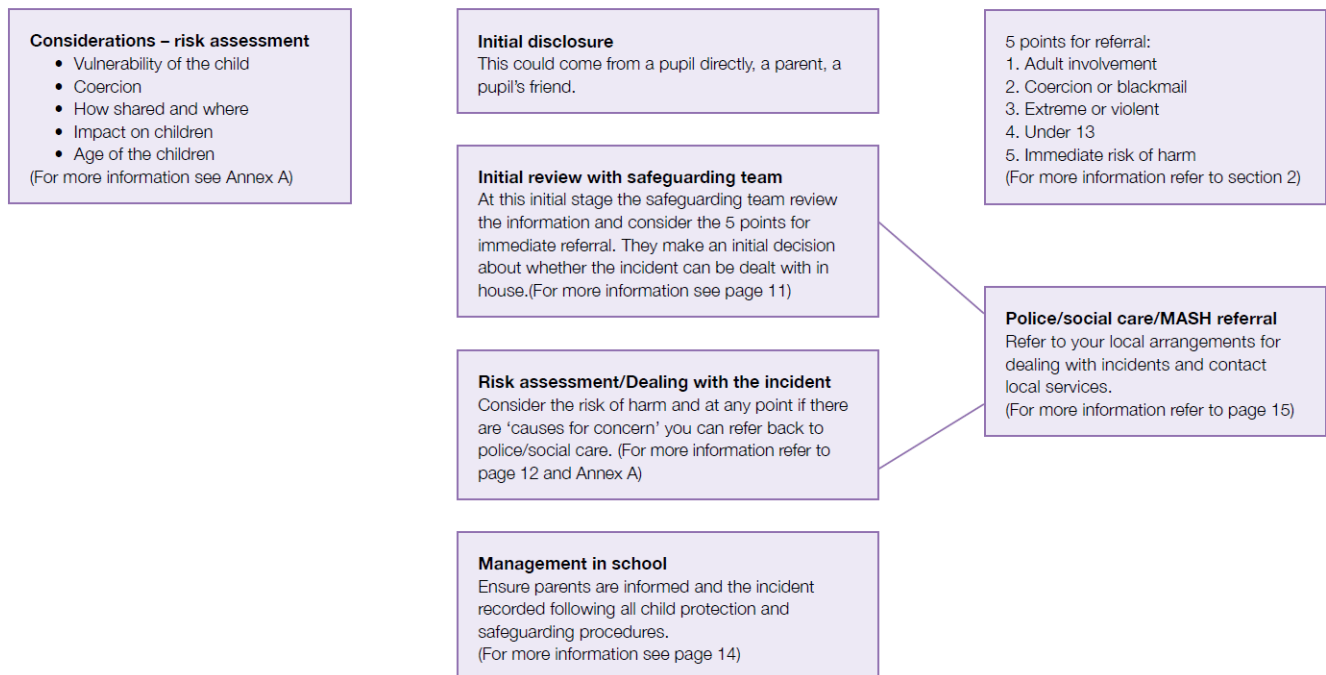 Considerations – risk assessment
• Vulnerability of the child
• Coercion
• How shared and where
• Impact on children
• Age of the children
(For more information see Annex A)
Initial disclosure
This could come from a pupil directly, a parent, a
pupil's friend.
Initial review with safeguarding team
At this initial stage the safeguarding team review
the information and consider the 5 points for
immediate referral. They make an initial decision
about whether the incident can be dealt with in
house.(For more information see page 11)
Risk assessment/Dealing with the incident
Consider the risk of harm and at any point if there
are ‘causes for concern’ you can refer back to
police/social care. (For more information refer to
page 12 and Annex A)
Management in school
Ensure parents are informed and the incident
recorded following all child protection and
safeguarding procedures.
(For more information see page 14)
5 points for referral:
1. Adult involvement
2. Coercion or blackmail
3. Extreme or violent
4. Under 13
5. Immediate risk of harm
(For more information refer to section 2)
Police/social care/MASH referral
Refer to your local arrangements for
dealing with incidents and contact
local services.
(For more information refer to page 15)